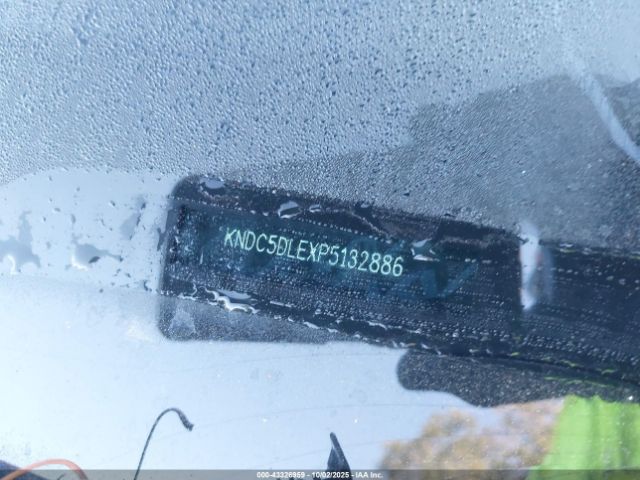 KNDC5DLEXP5132886
000-43326959 | 10/02/2025 | IAA Inc.